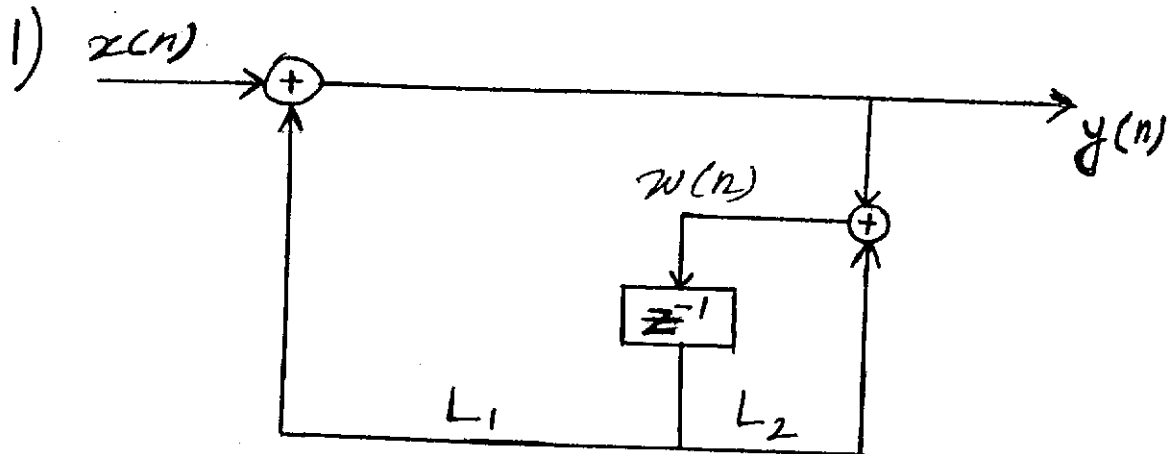 1) x(n)
+
y(n)
w(n)
+
z⁻¹
L₁ L₂